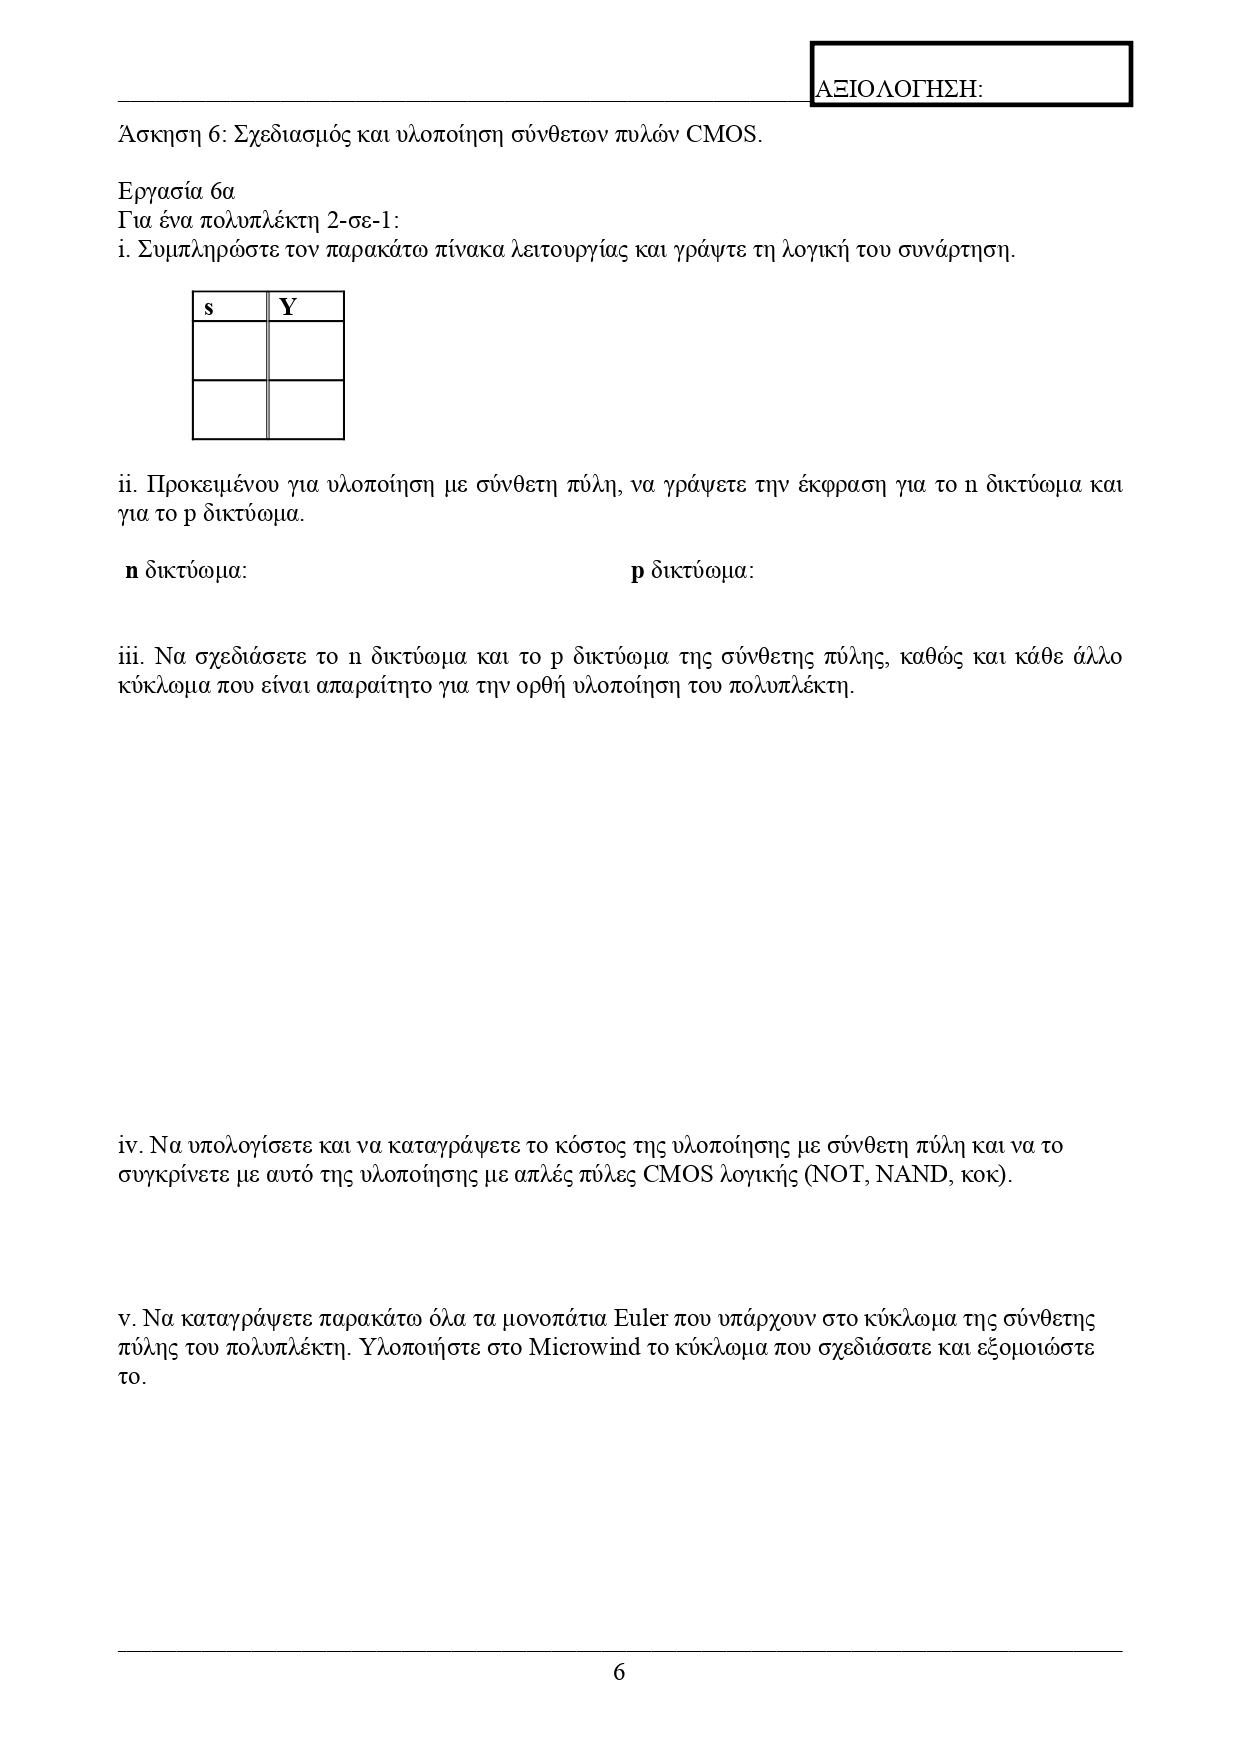 ΑΞΙΟΛΟΓΗΣΗ:
Άσκηση 6: Σχεδιασμός και υλοποίηση σύνθετων πυλών CMOS.
Εργασία 6α
Για ένα πολυπλέκτη 2-σε-1:
i. Συμπληρώστε τον παρακάτω πίνακα λειτουργίας και γράψτε τη λογική του συνάρτηση.
s Y
ii. Προκειμένου για υλοποίηση με σύνθετη πύλη, να γράψετε την έκφραση για το n δικτύωμα και
για το p δικτύωμα.
n δικτύωμα: p δικτύωμα:
iii. Να σχεδιάσετε το n δικτύωμα και το p δικτύωμα της σύνθετης πύλης, καθώς και κάθε άλλο
κύκλωμα που είναι απαραίτητο για την ορθή υλοποίηση του πολυπλέκτη.
iv. Να υπολογίσετε και να καταγράψετε το κόστος της υλοποίησης με σύνθετη πύλη και να το
συγκρίνετε με αυτό της υλοποίησης με απλές πύλες CMOS λογικής (NOT, NAND, κοκ).
v. Να καταγράψετε παρακάτω όλα τα μονοπάτια Euler που υπάρχουν στο κύκλωμα της σύνθετης
πύλης του πολυπλέκτη. Υλοποιήστε στο Microwind το κύκλωμα που σχεδιάσατε και εξομοιώστε
το.
6